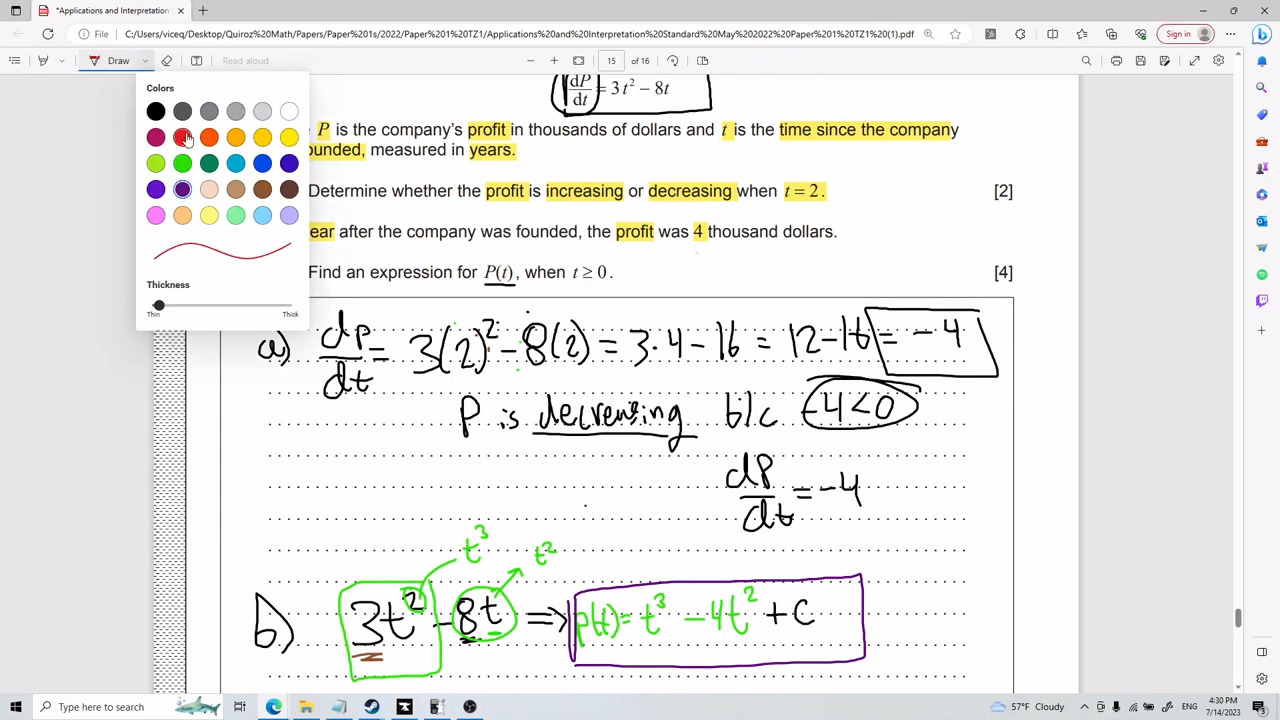 *Annotations and Interpretation
File
C:/Users/viceq/Desktop/Quiroz%20Math/Papers/Paper%201s/2022/Paper%201%20TZ1/Applications%20and%20Interpretation%20Standard%20May%202022%20Paper%201%20TZ1%20(1).pdf
Sign in
Draw
Read aloud
15 of 16
dP/dt = 3t² − 8t
Colors
P is the company's profit in thousands of dollars and t is the time since the company
ounded, measured in years.
Determine whether the profit is increasing or decreasing when t = 2.
[2]
ear after the company was founded, the profit was 4 thousand dollars.
Find an expression for P(t), when t ≥ 0.
[4]
Thickness
Thin
Thick
a) dp/dt = 3(2)² − 8(2) = 3·4 − 16 = 12 − 16 = −4
P is decreasing b/c −4<0
dP/dt = −4
t³
t²
b) 3t² − 8t ⇒ p(t) = t³ − 4t² + C
Type here to search
57°F Cloudy
4:30 PM
7/14/2023